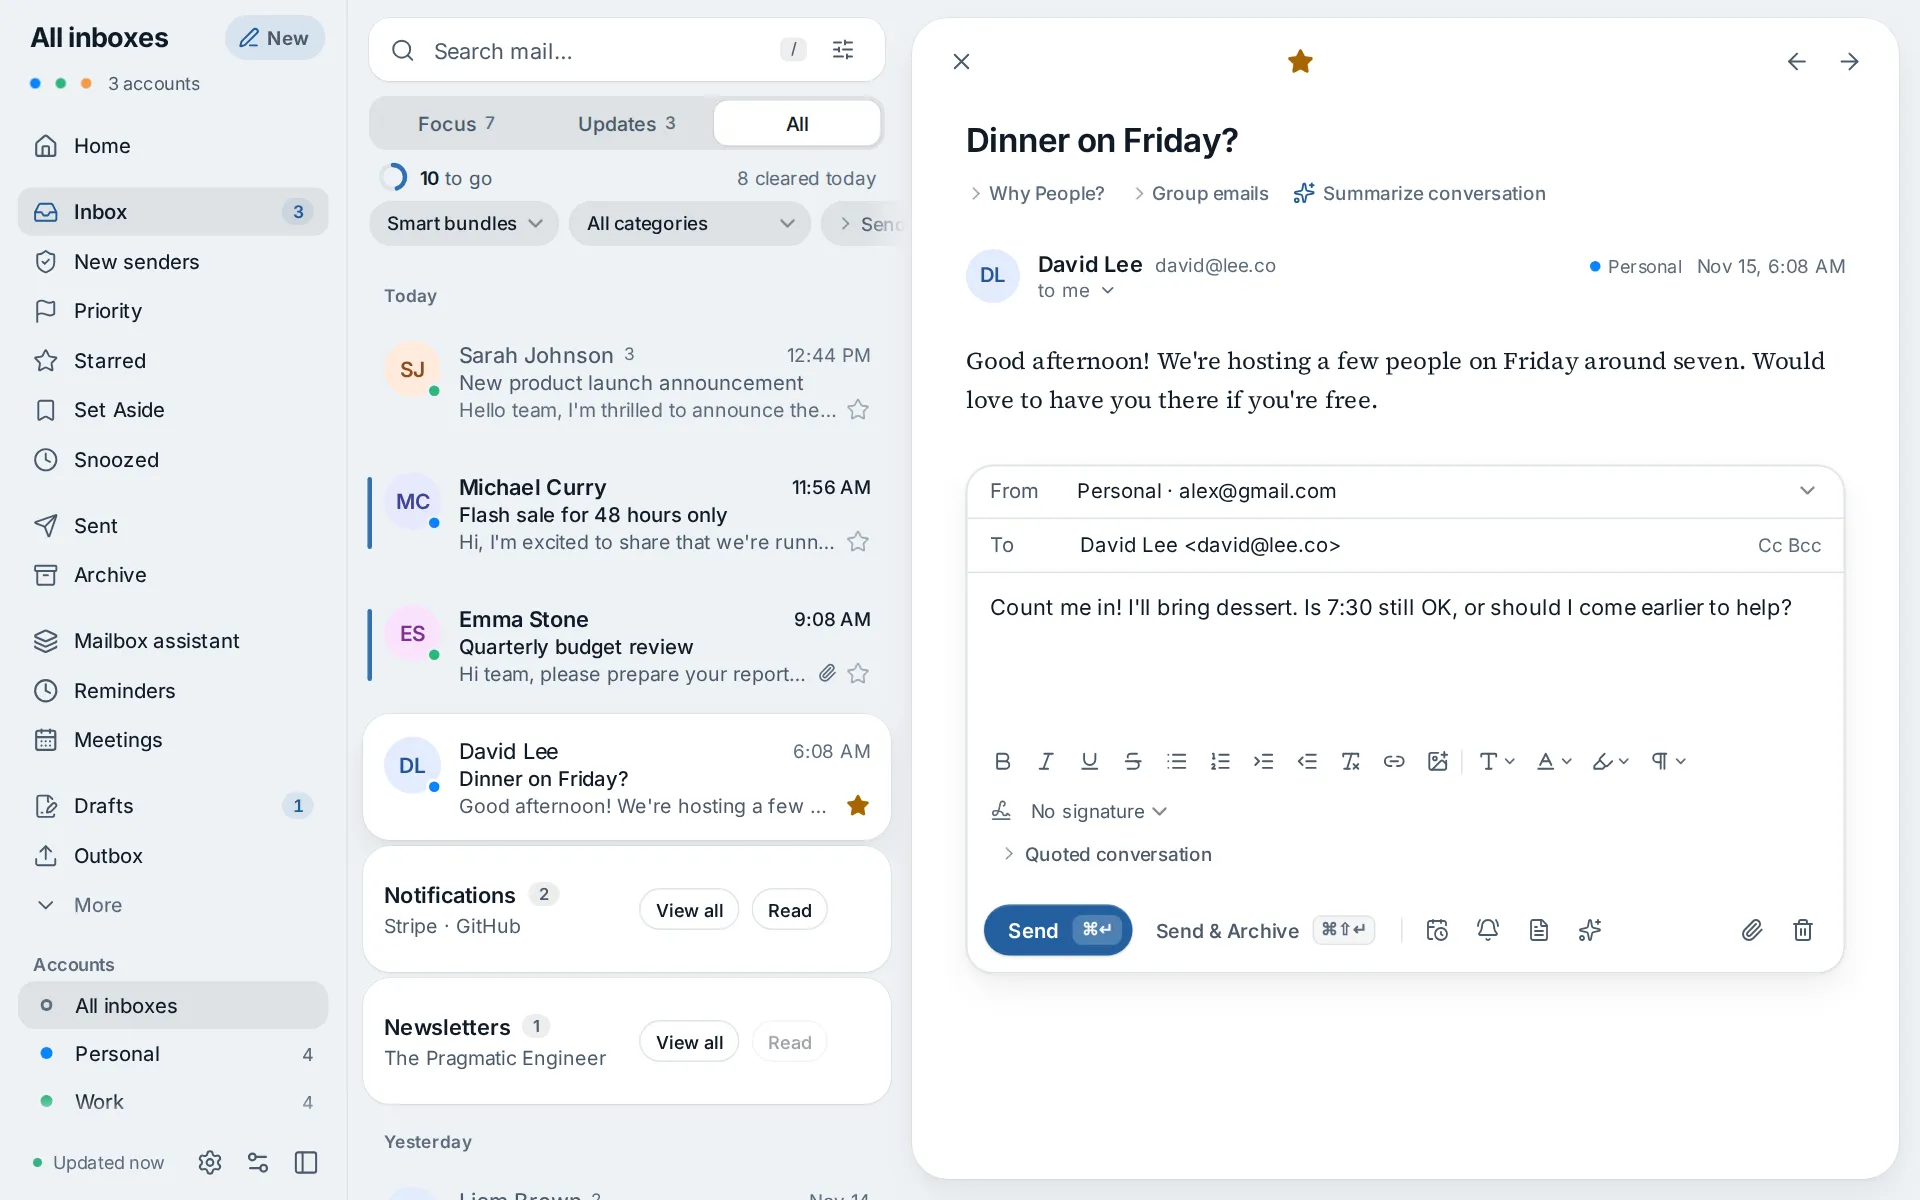 All inboxes
New
3 accounts
Home
Inbox 3
New senders
Priority
Starred
Set Aside
Snoozed
Sent
Archive
Mailbox assistant
Reminders
Meetings
Drafts 1
Outbox
More
Accounts
All inboxes
Personal 4
Work 4
Updated now
Search mail... /
Focus 7 Updates 3 All
10 to go 8 cleared today
Smart bundles All categories
Today
SJ
Sarah Johnson 3 12:44 PM
New product launch announcement
Hello team, I'm thrilled to announce the...
MC
Michael Curry 11:56 AM
Flash sale for 48 hours only
Hi, I'm excited to share that we're runn...
ES
Emma Stone 9:08 AM
Quarterly budget review
Hi team, please prepare your report...
DL
David Lee 6:08 AM
Dinner on Friday?
Good afternoon! We're hosting a few ...
Notifications 2
Stripe · GitHub
View all Read
Newsletters 1
The Pragmatic Engineer
View all Read
Yesterday
Liam Brown 2 Nov 14
Dinner on Friday?
Why People? Group emails Summarize conversation
DL
David Lee david@lee.co
Personal Nov 15, 6:08 AM
to me
Good afternoon! We're hosting a few people on Friday around seven. Would
love to have you there if you're free.
From Personal · alex@gmail.com
To David Lee <david@lee.co> Cc Bcc
Count me in! I'll bring dessert. Is 7:30 still OK, or should I come earlier to help?
No signature
Quoted conversation
Send ⌘↵ Send & Archive ⌘⇧↵